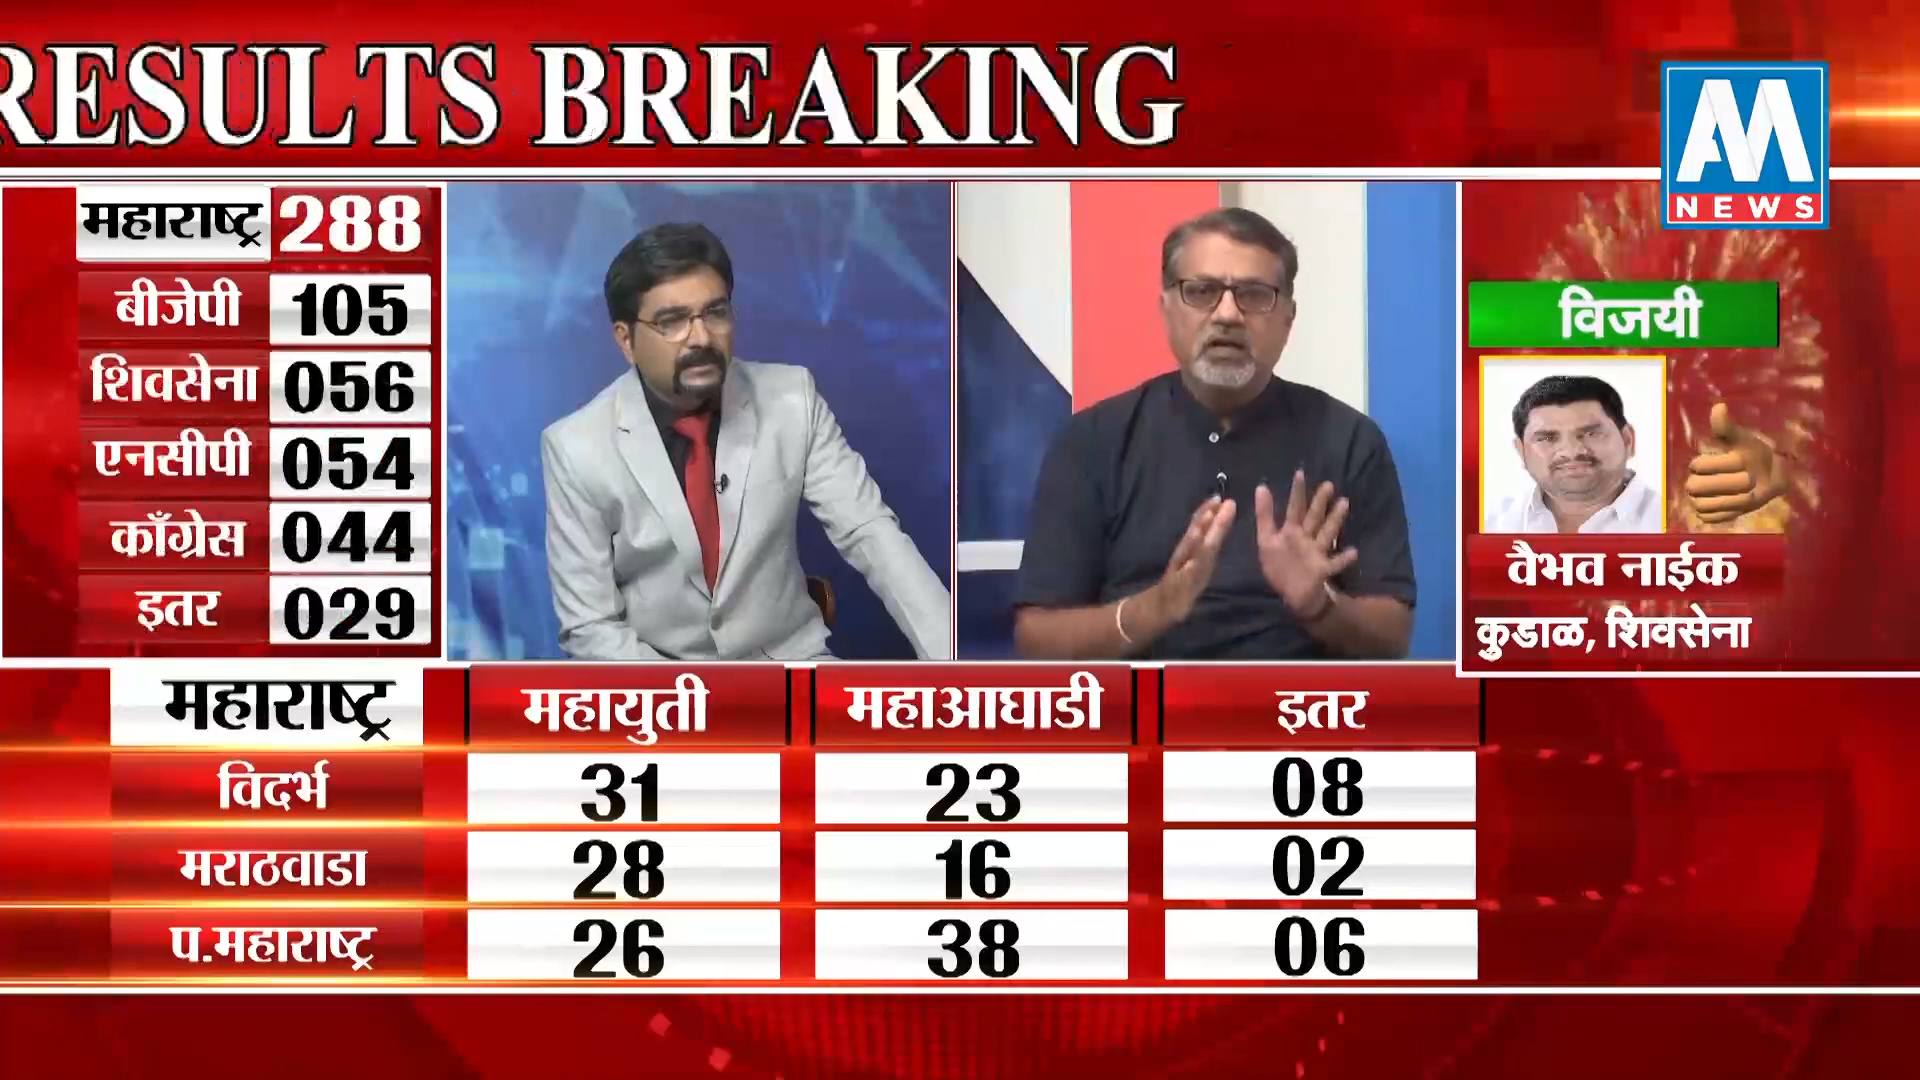 RESULTS BREAKING
AM
NEWS
महाराष्ट्र 288
बीजेपी 105
शिवसेना 056
एनसीपी 054
काँग्रेस 044
इतर 029
विजयी
वैभव नाईक
कुडाळ, शिवसेना
महाराष्ट्र महायुती महाआघाडी इतर
विदर्भ 31 23 08
मराठवाडा 28 16 02
प.महाराष्ट्र 26 38 06